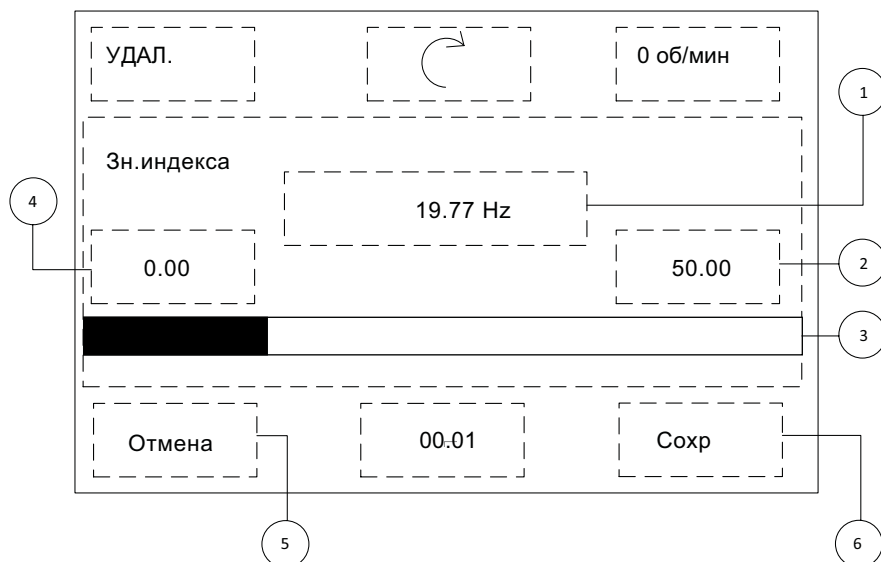 УДАЛ.
0 об/мин
1
Зн.индекса
4
19.77 Hz
0.00
50.00
2
3
Отмена
00.01
Сохр
5
6